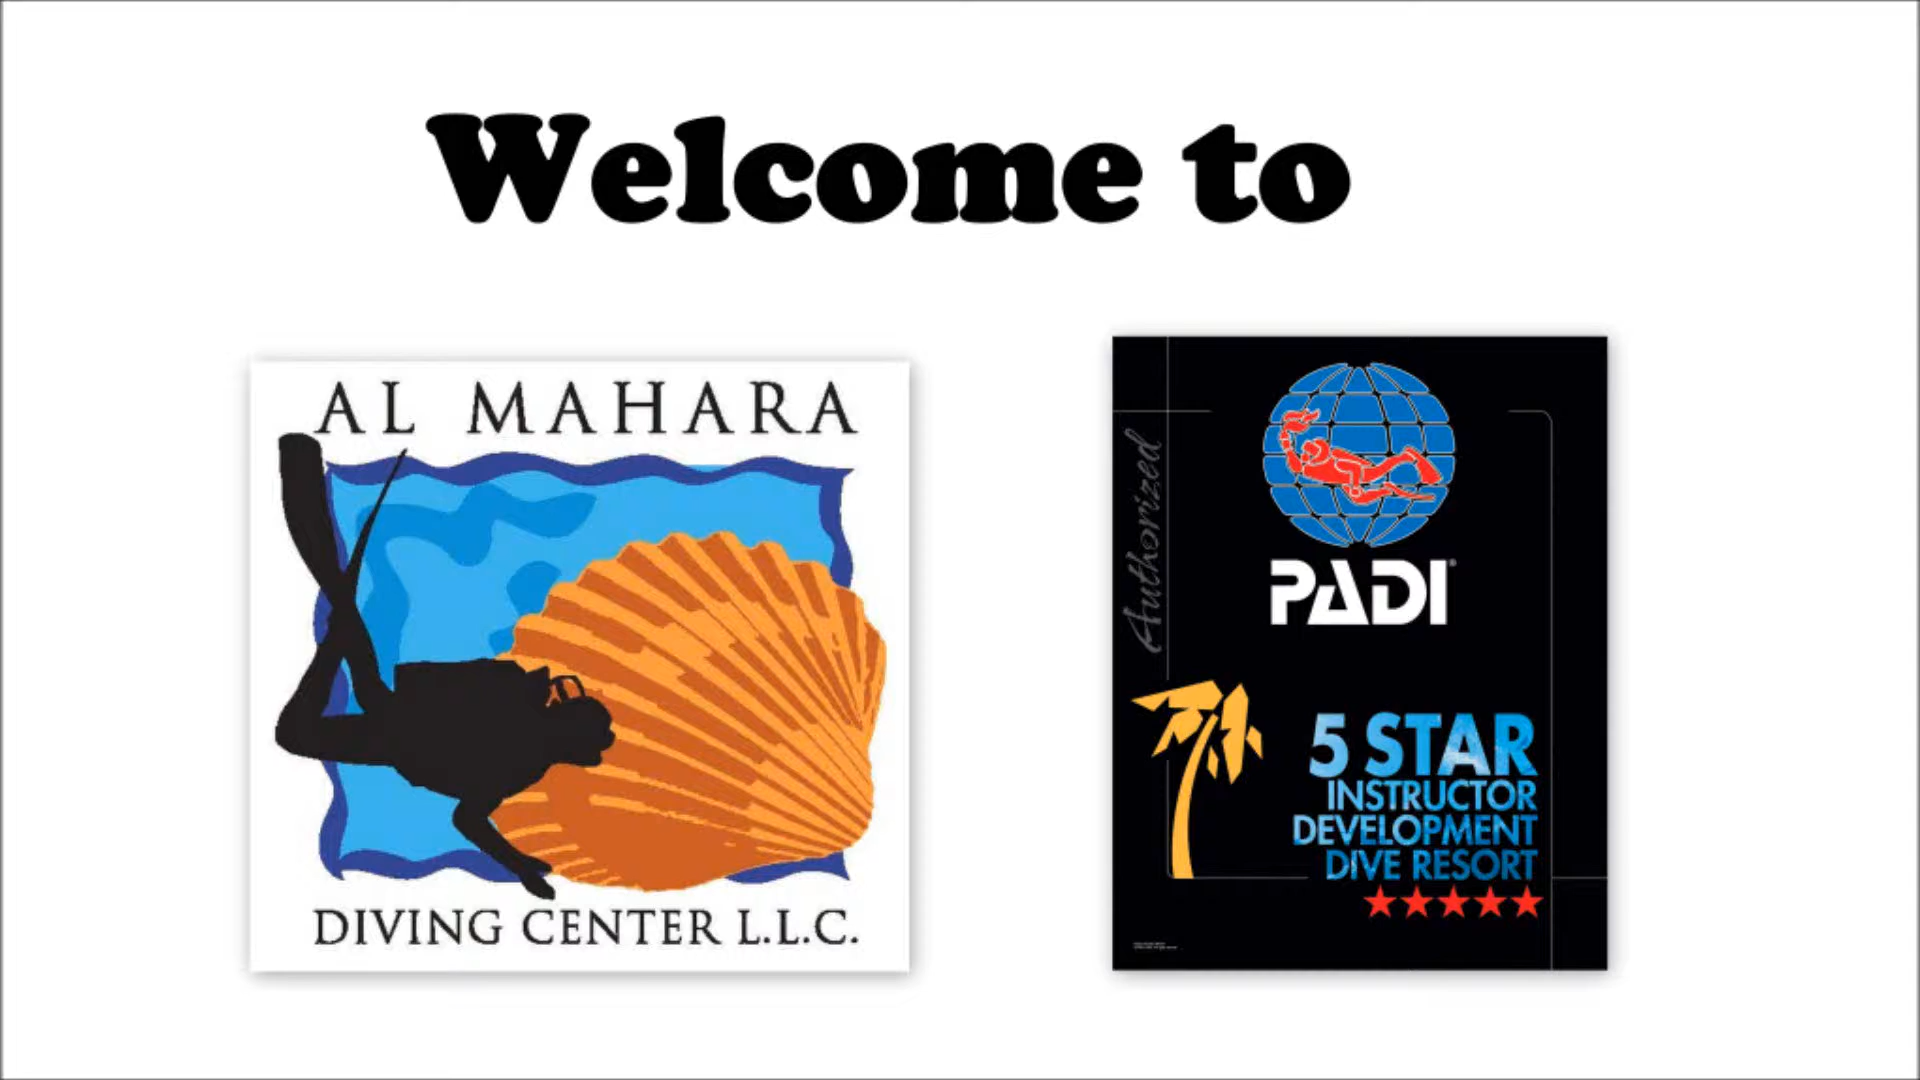 Welcome to
AL MAHARA
DIVING CENTER L.L.C.
Authorized
PADI®
5 STAR
INSTRUCTOR
DEVELOPMENT
DIVE RESORT